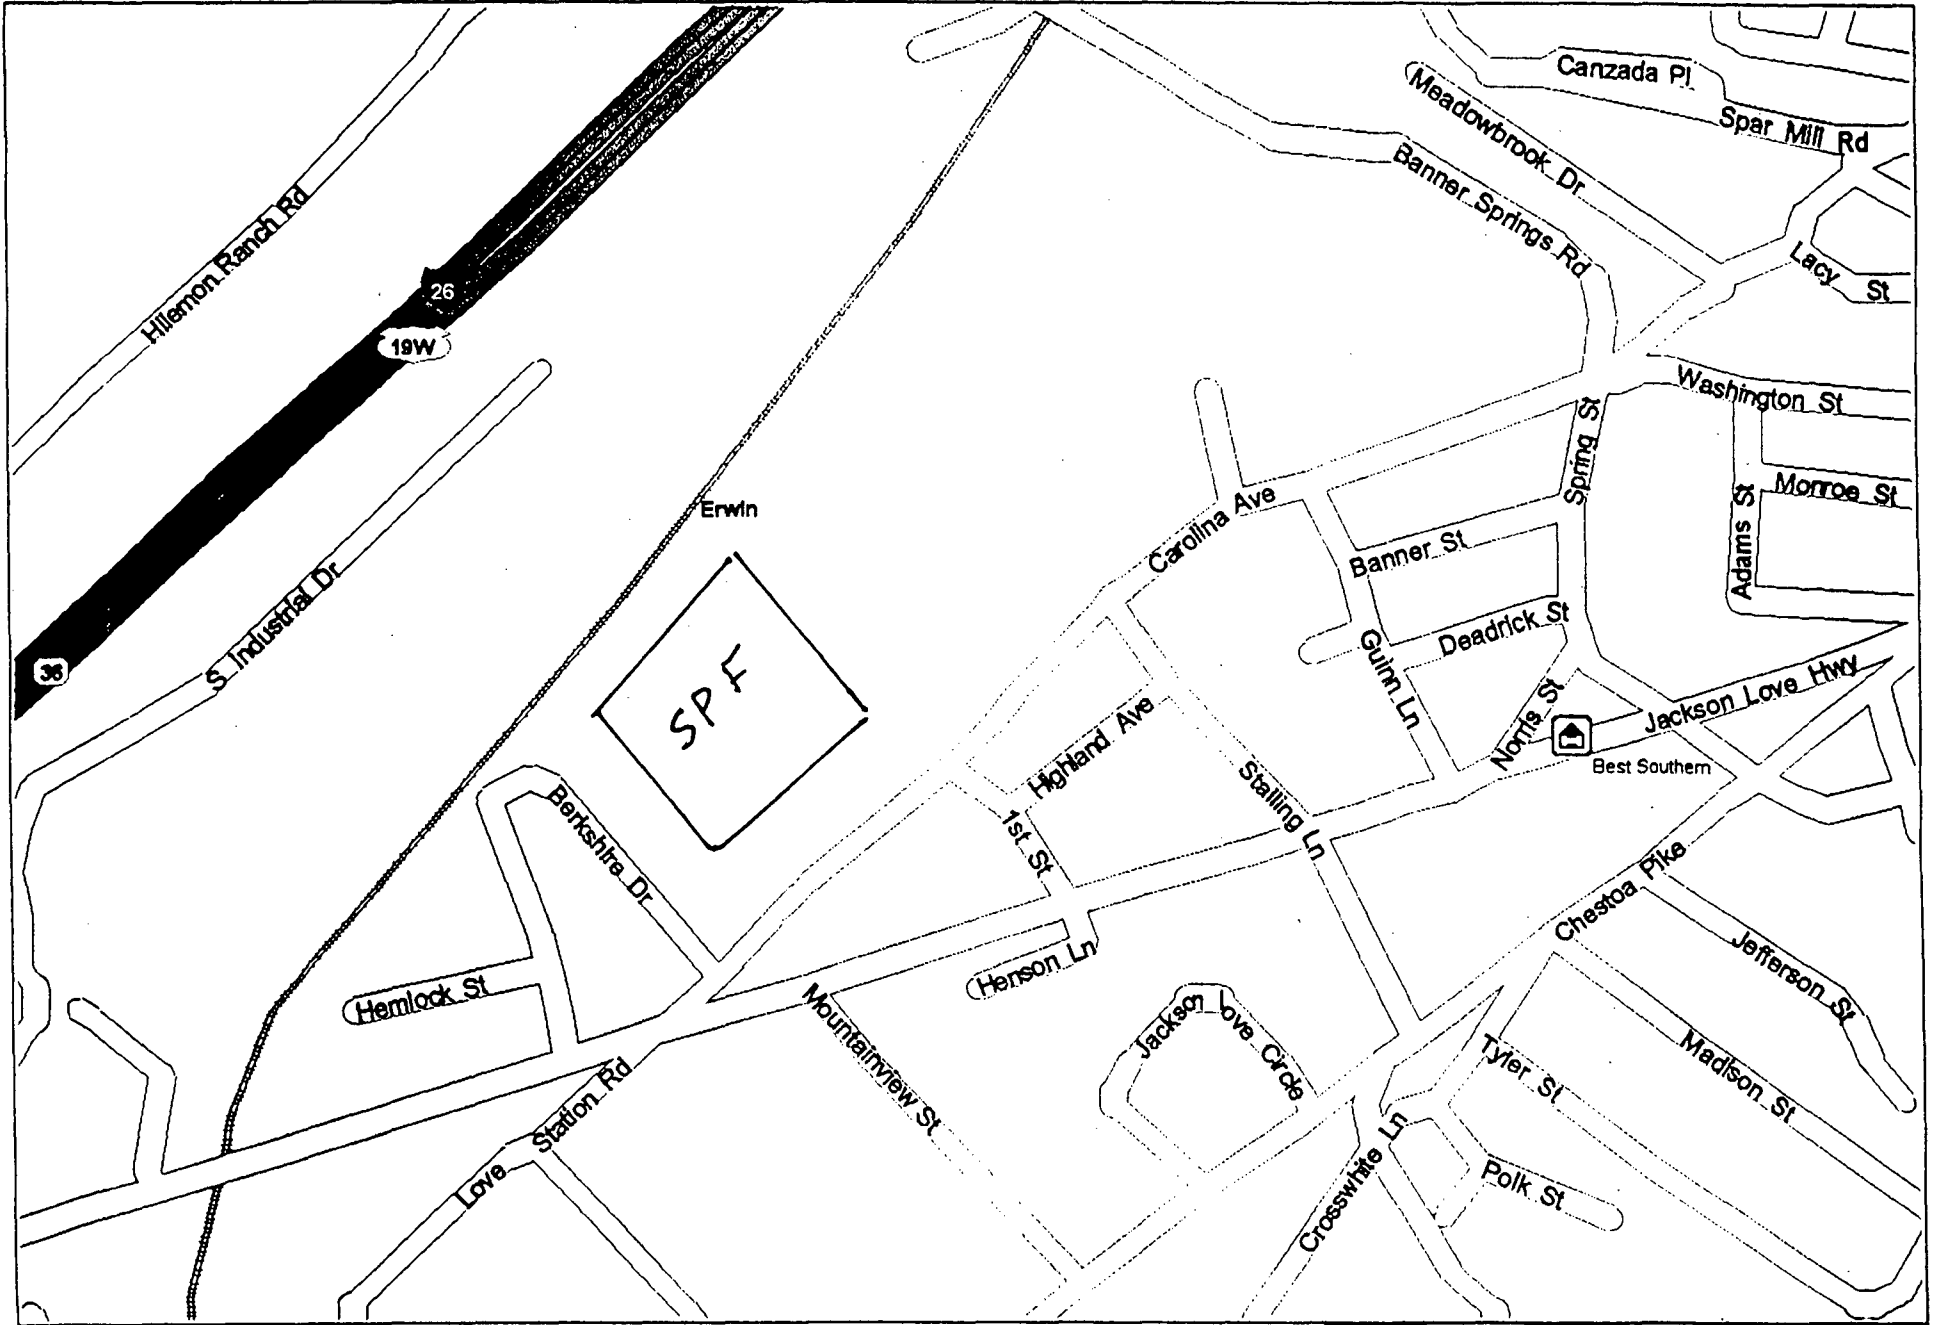 Canzada Pl
Meadowbrook Dr
Spar Mill Rd
Banner Springs Rd
Hilemon Ranch Rd
Lacy St
26
19W
Washington St
Spring St
Monroe St
Carolina Ave
Erwin
Banner St
Adams St
S Industrial Dr
Deadrick St
Guinn Ln
36
SPF
Highland Ave
Norris St
Jackson Love Hwy
Best Southern
Stalling Ln
Berkshire Dr
1st St
Chestoa Pike
Jefferson St
Henson Ln
Hemlock St
Mountainview St
Jackson Love Circle
Madison St
Tyler St
Love Station Rd
Crosswhite Ln
Polk St